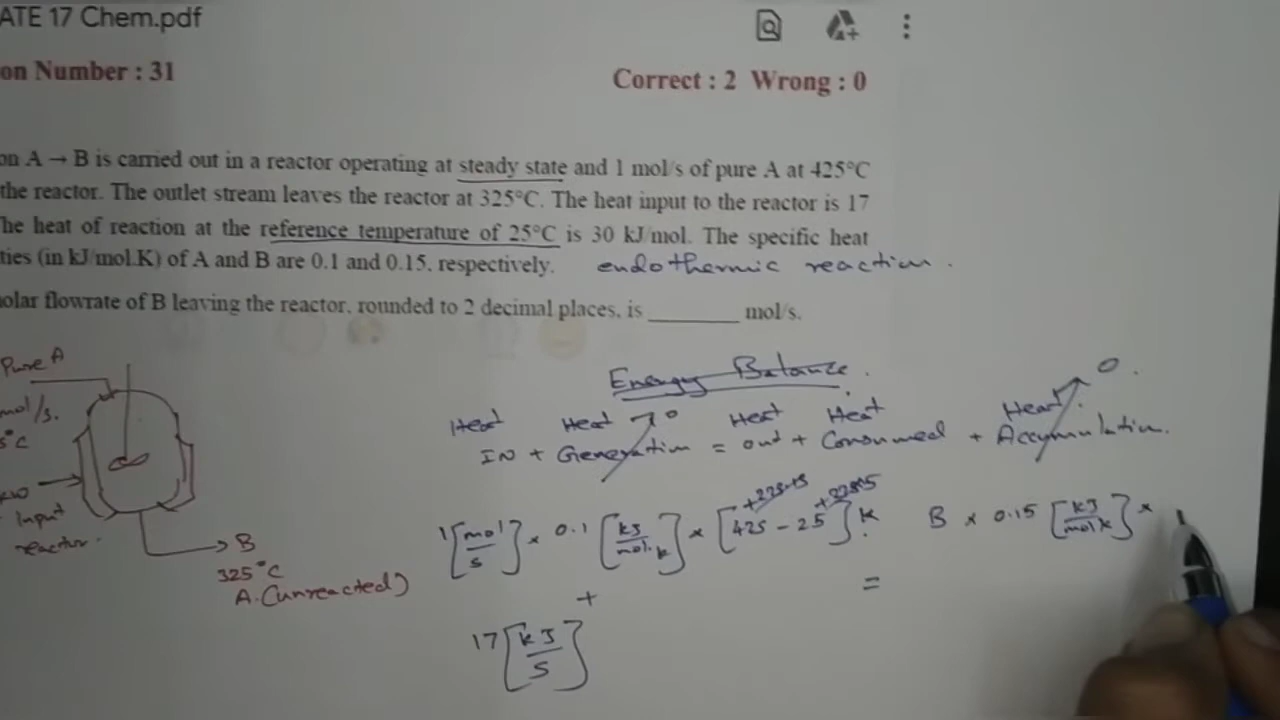 ATE 17 Chem.pdf
on Number : 31
Correct : 2 Wrong : 0
on A → B is carried out in a reactor operating at steady state and 1 mol/s of pure A at 425°C
the reactor. The outlet stream leaves the reactor at 325°C. The heat input to the reactor is 17
he heat of reaction at the reference temperature of 25°C is 30 kJ/mol. The specific heat
ties (in kJ/mol.K) of A and B are 0.1 and 0.15, respectively. endothermic reaction.
olar flowrate of B leaving the reactor, rounded to 2 decimal places, is ________ mol/s.
Pure A
mol/s.
5°C
kW
Input
reactor.
B
325°C
A.(unreacted)
Energy Balance.
Heat Heat 0 Heat Heat Heat 0.
IN + Generation = out + Consumed + Accumulation.
1 [mol/s] × 0.1 [kJ/mol.K] × [425 - 25] K. B × 0.15 [kJ/mol K] ×
+ =
17 [kJ/s]